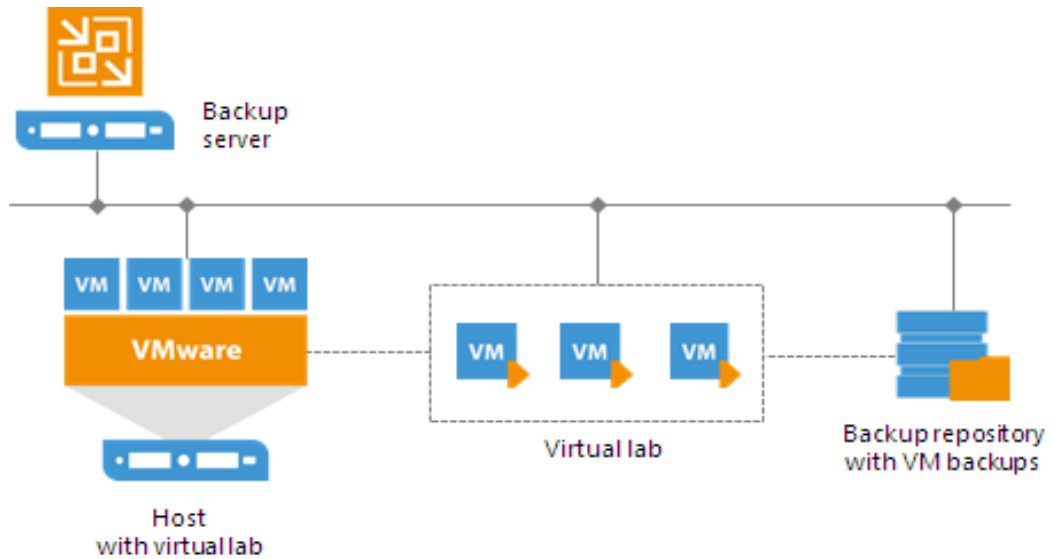 Backup
server
VM VM VM VM
VMware
VM VM VM
Virtual lab
Backup repository
with VM backups
Host
with virtual lab